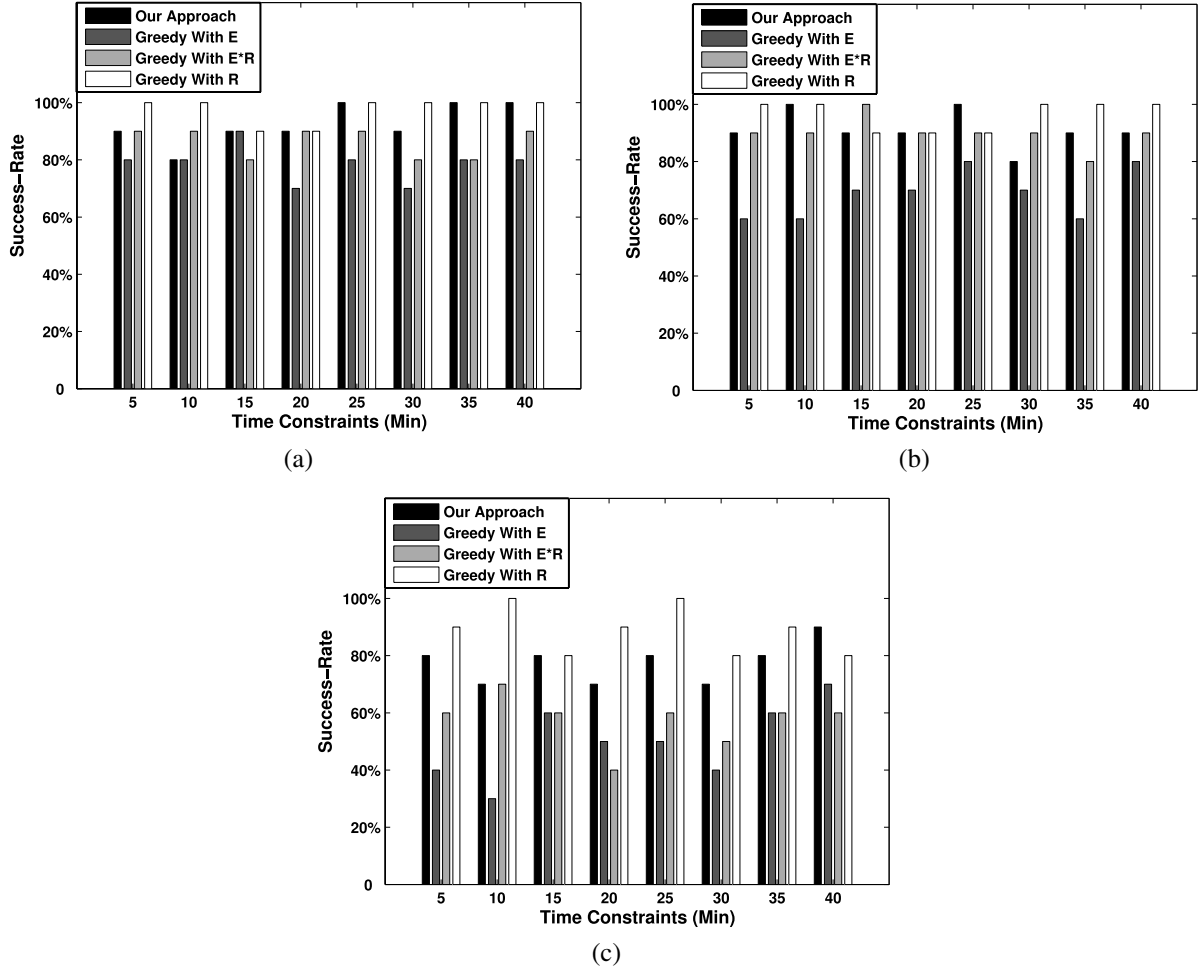 Our Approach
Greedy With E
Greedy With E*R
Greedy With R
100%
80%
60%
40%
20%
0
Success-Rate
5 10 15 20 25 30 35 40
Time Constraints (Min)
(a)
Our Approach
Greedy With E
Greedy With E*R
Greedy With R
100%
80%
60%
40%
20%
0
Success-Rate
5 10 15 20 25 30 35 40
Time Constraints (Min)
(b)
Our Approach
Greedy With E
Greedy With E*R
Greedy With R
100%
80%
60%
40%
20%
0
Success-Rate
5 10 15 20 25 30 35 40
Time Constraints (Min)
(c)